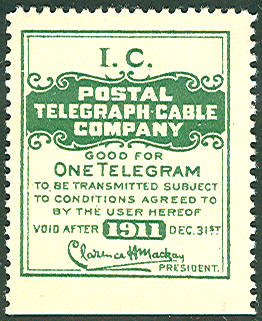 I. C.
POSTAL
TELEGRAPH-CABLE
COMPANY
GOOD FOR
ONE TELEGRAM
TO BE TRANSMITTED SUBJECT
TO CONDITIONS AGREED TO
BY THE USER HEREOF
VOID AFTER 1911 DEC. 31ST
Clarence H Mackay
PRESIDENT.